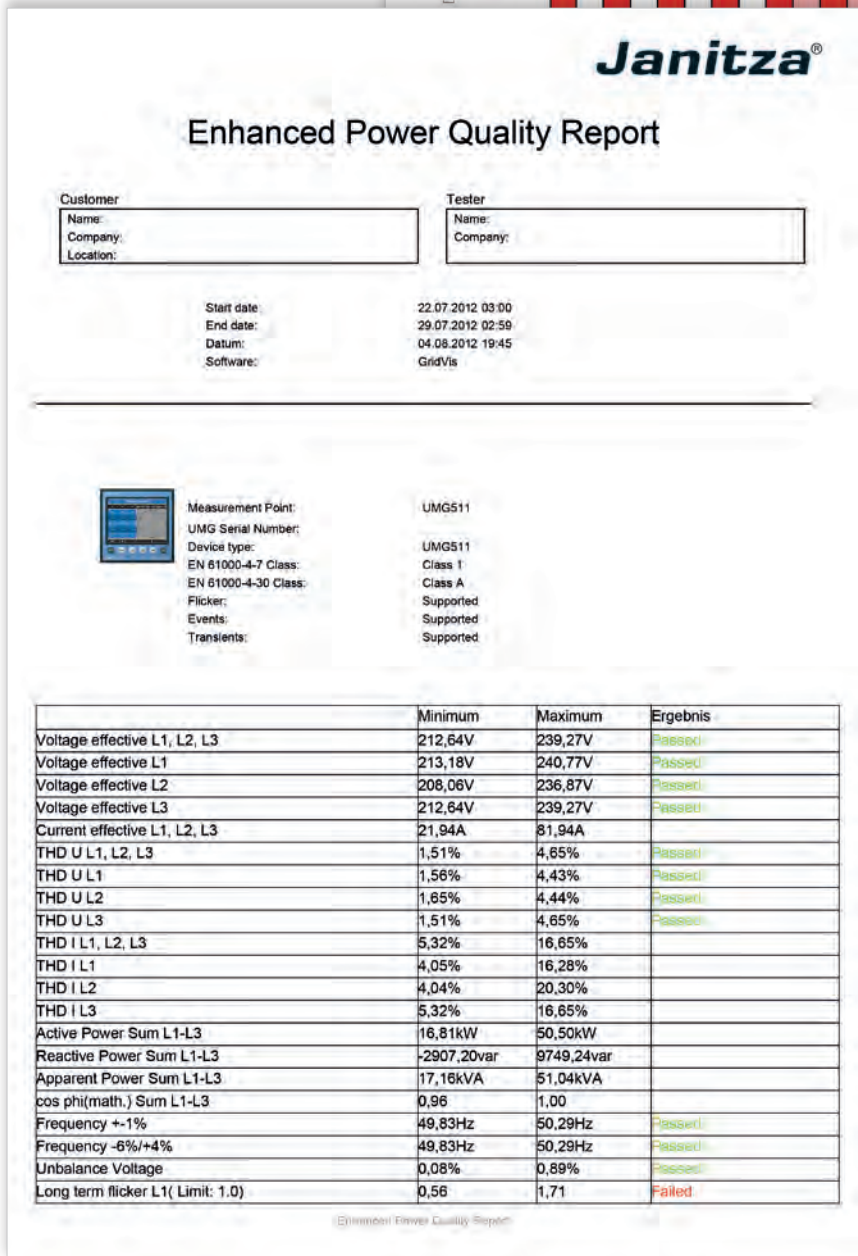 Janitza®
Enhanced Power Quality Report
Customer
Name:
Company:
Location:
Tester
Name:
Company:
Start date: 22.07.2012 03:00
End date: 29.07.2012 02:59
Datum: 04.08.2012 19:45
Software: GridVis
Measurement Point: UMG511
UMG Serial Number:
Device type: UMG511
EN 61000-4-7 Class: Class 1
EN 61000-4-30 Class: Class A
Flicker: Supported
Events: Supported
Transients: Supported
Minimum Maximum Ergebnis
Voltage effective L1, L2, L3 212,64V 239,27V Passed
Voltage effective L1 213,18V 240,77V Passed
Voltage effective L2 208,06V 236,87V Passed
Voltage effective L3 212,64V 239,27V Passed
Current effective L1, L2, L3 21,94A 81,94A
THD U L1, L2, L3 1,51% 4,65% Passed
THD U L1 1,56% 4,43% Passed
THD U L2 1,65% 4,44% Passed
THD U L3 1,51% 4,65% Passed
THD I L1, L2, L3 5,32% 16,65%
THD I L1 4,05% 16,28%
THD I L2 4,04% 20,30%
THD I L3 5,32% 16,65%
Active Power Sum L1-L3 16,81kW 50,50kW
Reactive Power Sum L1-L3 -2907,20var 9749,24var
Apparent Power Sum L1-L3 17,16kVA 51,04kVA
cos phi(math.) Sum L1-L3 0,96 1,00
Frequency +-1% 49,83Hz 50,29Hz Passed
Frequency -6%/+4% 49,83Hz 50,29Hz Passed
Unbalance Voltage 0,08% 0,89% Passed
Long term flicker L1( Limit: 1.0) 0,56 1,71 Failed
Enhanced Power Quality Report